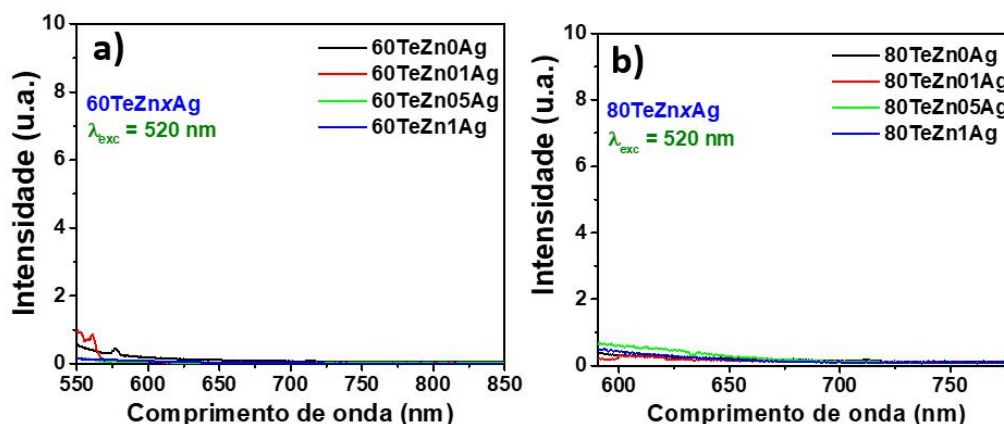 a)
60TeZn0Ag
60TeZn01Ag
60TeZn05Ag
60TeZn1Ag
60TeZnxAg
λexc = 520 nm
Intensidade (u.a.)
10
8
6
4
2
0
550 600 650 700 750 800 850
Comprimento de onda (nm)
b)
80TeZn0Ag
80TeZn01Ag
80TeZn05Ag
80TeZn1Ag
80TeZnxAg
λexc = 520 nm
Intensidade (u.a.)
10
8
6
4
2
0
600 650 700 750
Comprimento de onda (nm)